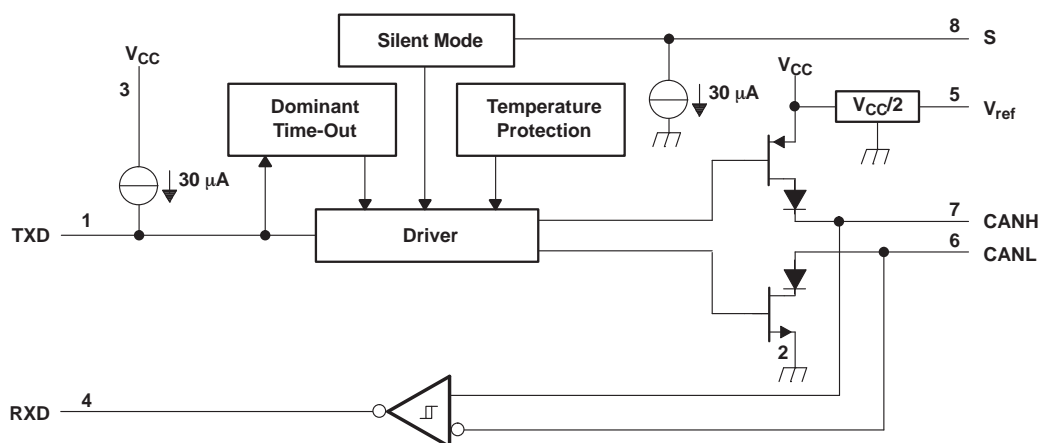 Silent Mode
8
S
VCC
3
VCC
30 μA
Dominant
Time-Out
Temperature
Protection
VCC/2
5
Vref
30 μA
1
TXD
Driver
7
CANH
6
CANL
2
4
RXD